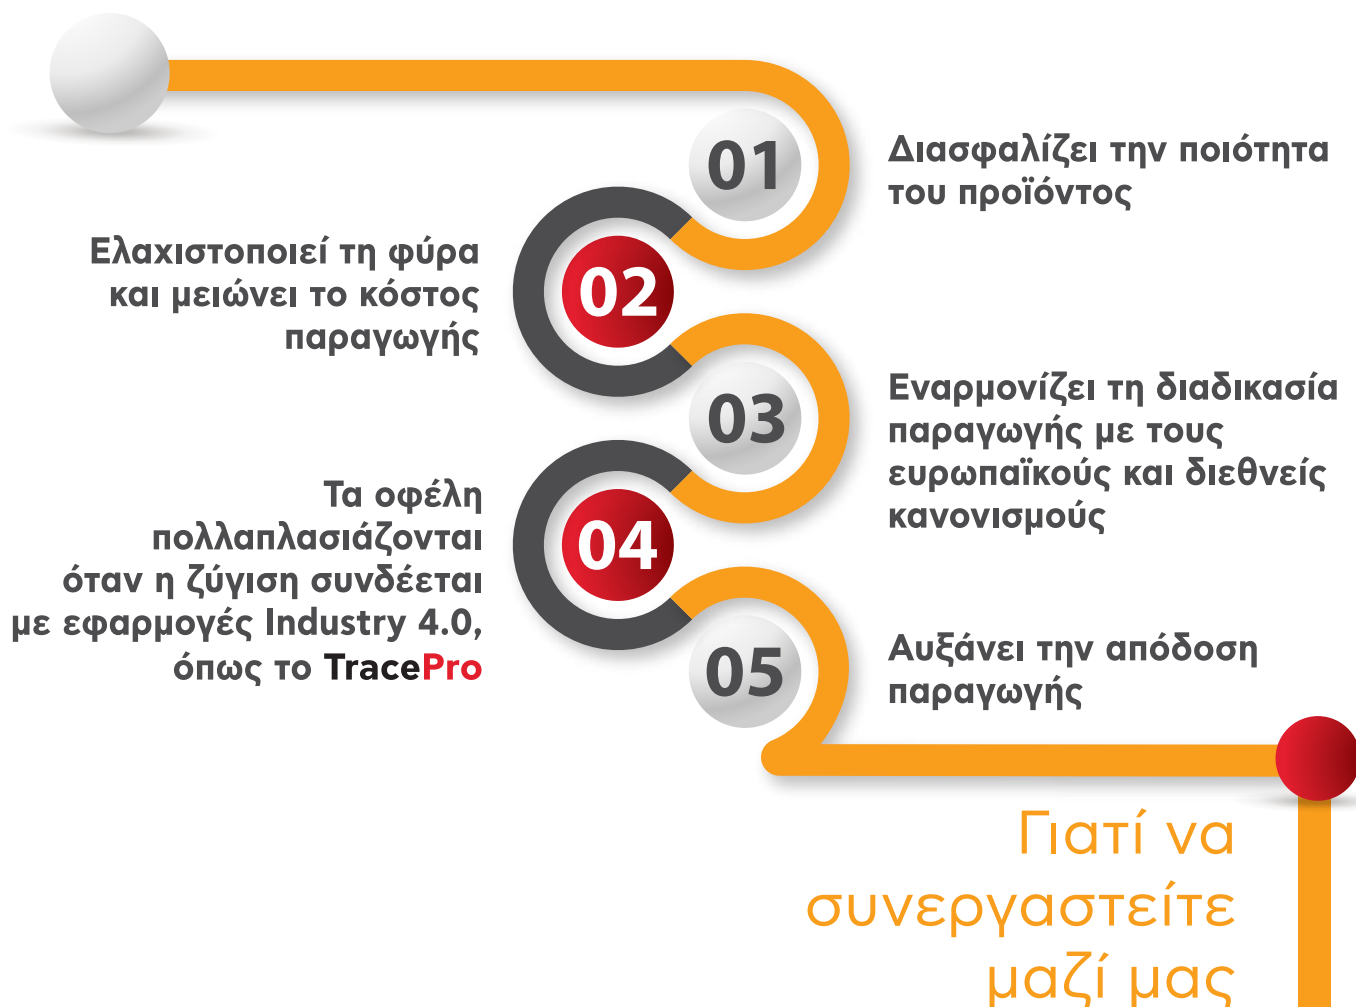 01
Διασφαλίζει την ποιότητα
του προϊόντος
02
Ελαχιστοποιεί τη φύρα
και μειώνει το κόστος
παραγωγής
03
Εναρμονίζει τη διαδικασία
παραγωγής με τους
ευρωπαϊκούς και διεθνείς
κανονισμούς
04
Τα οφέλη
πολλαπλασιάζονται
όταν η ζύγιση συνδέεται
με εφαρμογές Industry 4.0,
όπως το TracePro
05
Αυξάνει την απόδοση
παραγωγής
Γιατί να
συνεργαστείτε
μαζί μας